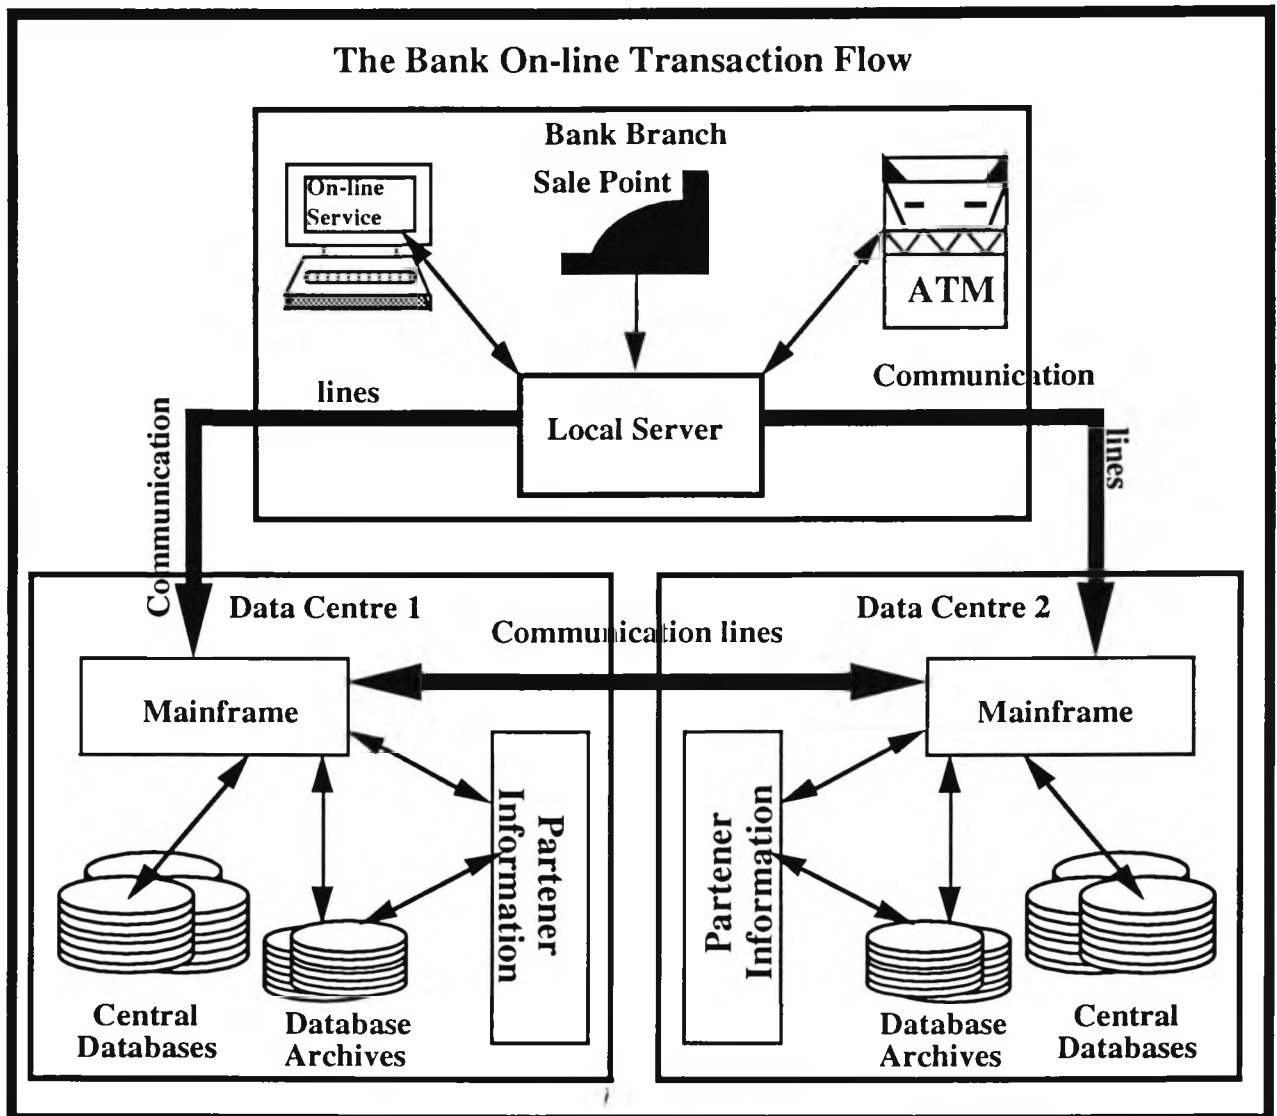 The Bank On-line Transaction Flow
Bank Branch
On-line
Service
Sale Point
ATM
lines
Communication
Local Server
Communication
lines
Data Centre 1
Data Centre 2
Communication lines
Mainframe
Mainframe
Partener
Information
Partener
Information
Central
Databases
Database
Archives
Database
Archives
Central
Databases